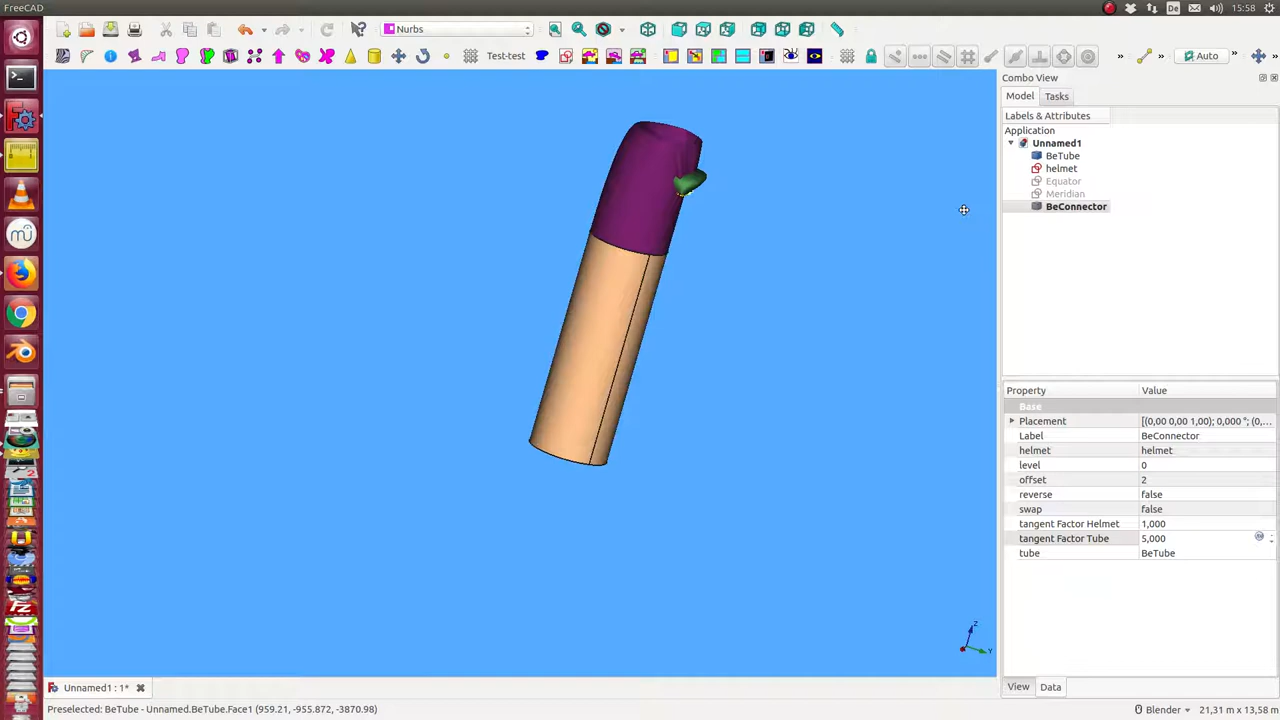 FreeCAD
De
15:58
Nurbs
Test-test
Auto
Combo View
Model
Tasks
Labels & Attributes
Application
Unnamed1
BeTube
helmet
Equator
Meridian
BeConnector
Property
Value
Base
Placement
[(0,00 0,00 1,00); 0,000 °; (0,...
Label
BeConnector
helmet
helmet
level
0
offset
2
reverse
false
swap
false
tangent Factor Helmet
1,000
tangent Factor Tube
5,000
tube
BeTube
Z
Y
View
Data
Unnamed1 : 1*
Preselected: BeTube - Unnamed.BeTube.Face1 (959.21, -955.872, -3870.98)
Blender
21,31 m x 13,58 m